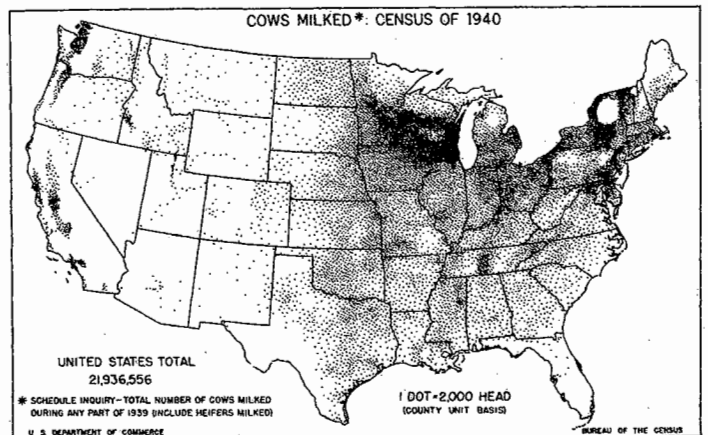 COWS MILKED*: CENSUS OF 1940
UNITED STATES TOTAL
21,936,556
* SCHEDULE INQUIRY-TOTAL NUMBER OF COWS MILKED
DURING ANY PART OF 1939 (INCLUDE HEIFERS MILKED)
U. S. DEPARTMENT OF COMMERCE
1 DOT=2,000 HEAD
(COUNTY UNIT BASIS)
BUREAU OF THE CENSUS